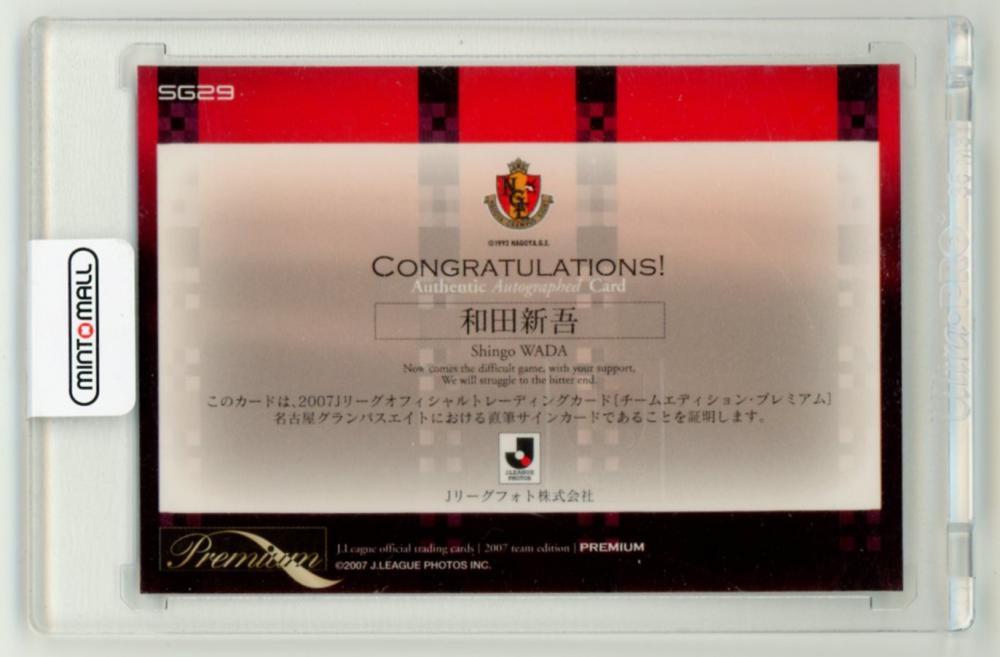 SG29
NGE
©1992 NAGOYA.G.E.
CONGRATULATIONS!
Authentic Autographed Card
和田新吾
Shingo WADA
Now comes the difficult game, with your support,
We will struggle to the bitter end.
このカードは、2007Jリーグオフィシャルトレーディングカード[チームエディション・プレミアム]
名古屋グランパスエイトにおける直筆サインカードであることを証明します。
J.LEAGUE
PHOTOS
Jリーグフォト株式会社
Premium
J.League official trading cards | 2007 team edition | PREMIUM
©2007 J.LEAGUE PHOTOS INC.
MINTOMALL